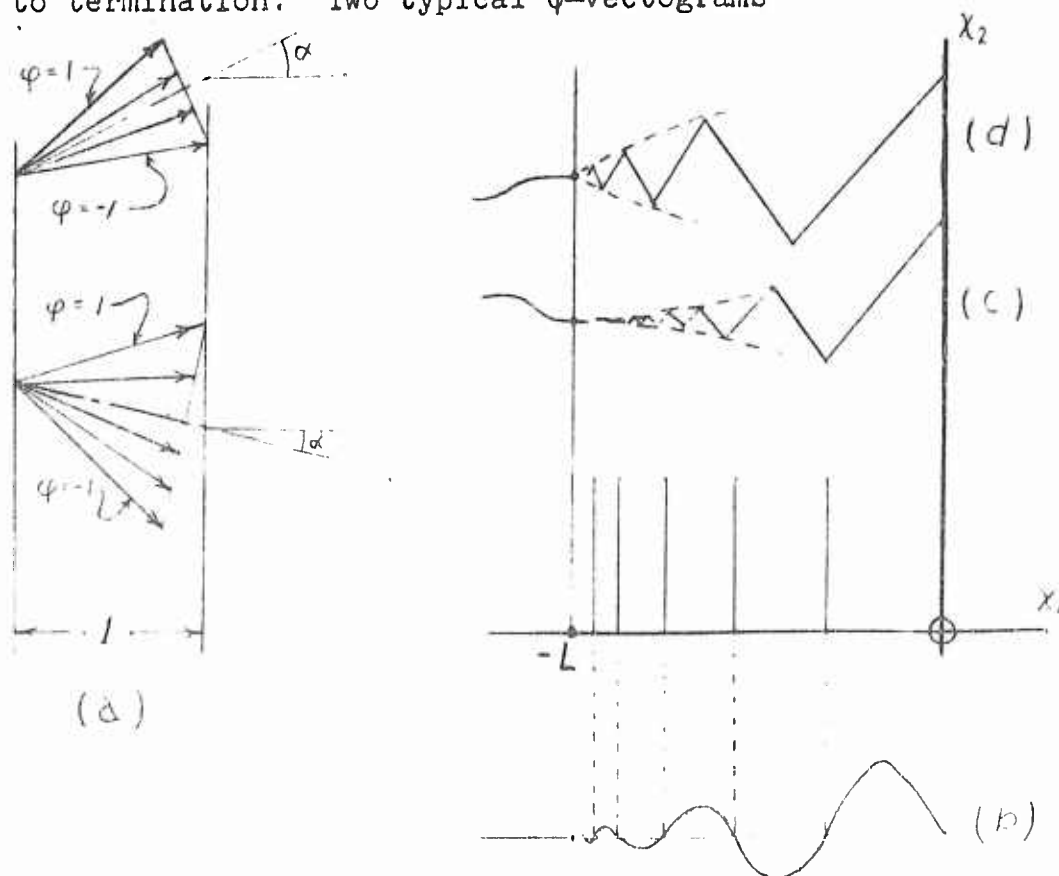 to termination. Two typical φ-vectograms
α
φ=1
φ=-1
φ=1
α
φ=-1
1
(a)
X2
(d)
(c)
X1
-L
(b)